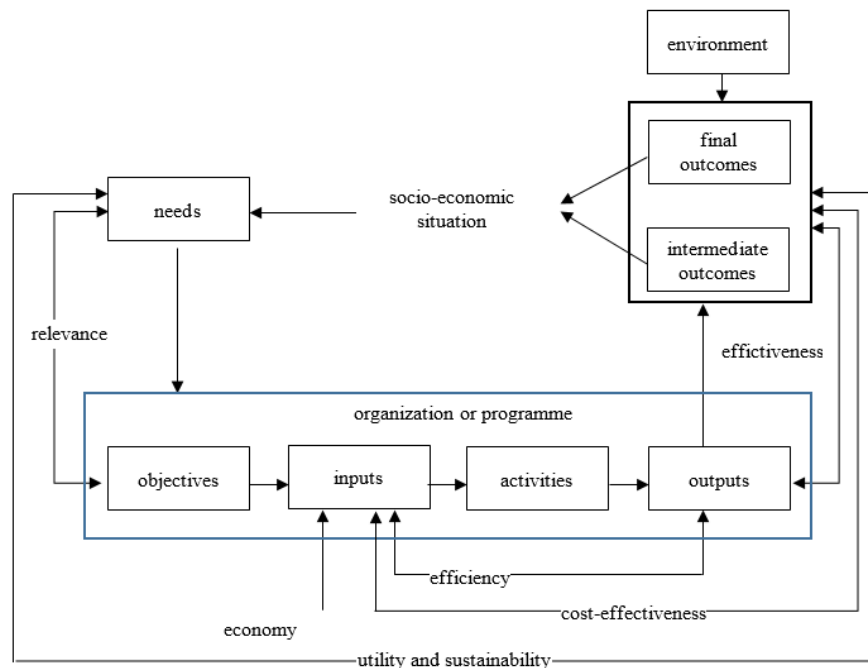 environment
final
outcomes
socio-economic
situation
needs
intermediate
outcomes
relevance
effictiveness
organization or programme
objectives
inputs
activities
outputs
efficiency
cost-effectiveness
economy
utility and sustainability